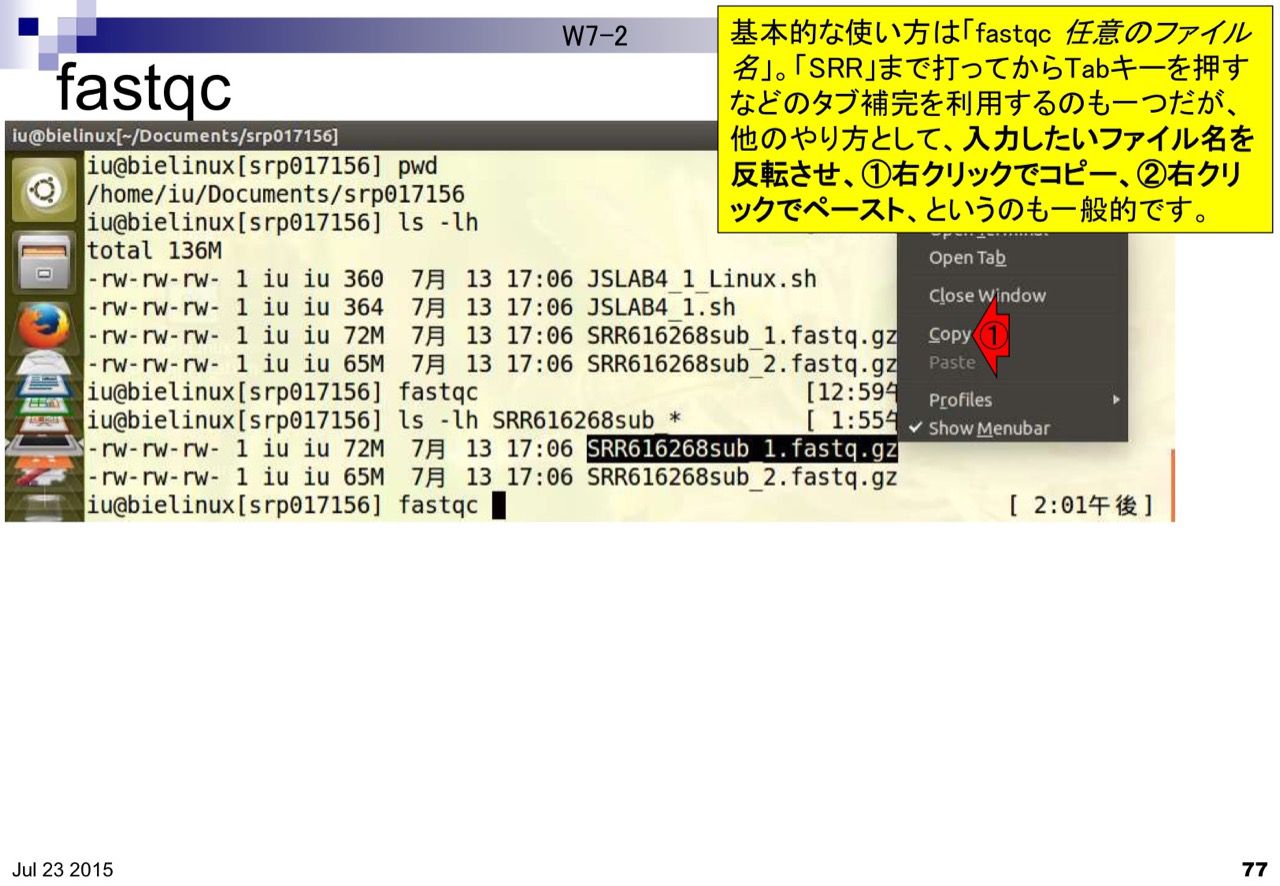 W7-2
fastqc
基本的な使い方は「fastqc 任意のファイル
名」。「SRR」まで打ってからTabキーを押す
などのタブ補完を利用するのも一つだが、
他のやり方として、入力したいファイル名を
反転させ、①右クリックでコピー、②右クリ
ックでペースト、というのも一般的です。
iu@bielinux[~/Documents/srp017156]
iu@bielinux[srp017156] pwd
/home/iu/Documents/srp017156
iu@bielinux[srp017156] ls -lh
total 136M
-rw-rw-rw- 1 iu iu 360 7月 13 17:06 JSLAB4_1_Linux.sh
-rw-rw-rw- 1 iu iu 364 7月 13 17:06 JSLAB4_1.sh
-rw-rw-rw- 1 iu iu 72M 7月 13 17:06 SRR616268sub_1.fastq.gz
-rw-rw-rw- 1 iu iu 65M 7月 13 17:06 SRR616268sub_2.fastq.gz
iu@bielinux[srp017156] fastqc [12:59午
iu@bielinux[srp017156] ls -lh SRR616268sub_* [ 1:55午
-rw-rw-rw- 1 iu iu 72M 7月 13 17:06 SRR616268sub_1.fastq.gz
-rw-rw-rw- 1 iu iu 65M 7月 13 17:06 SRR616268sub_2.fastq.gz
iu@bielinux[srp017156] fastqc [ 2:01午後]
Open Tab
Close Window
Copy ①
Paste
Profiles
✔ Show Menubar
Jul 23 2015
77